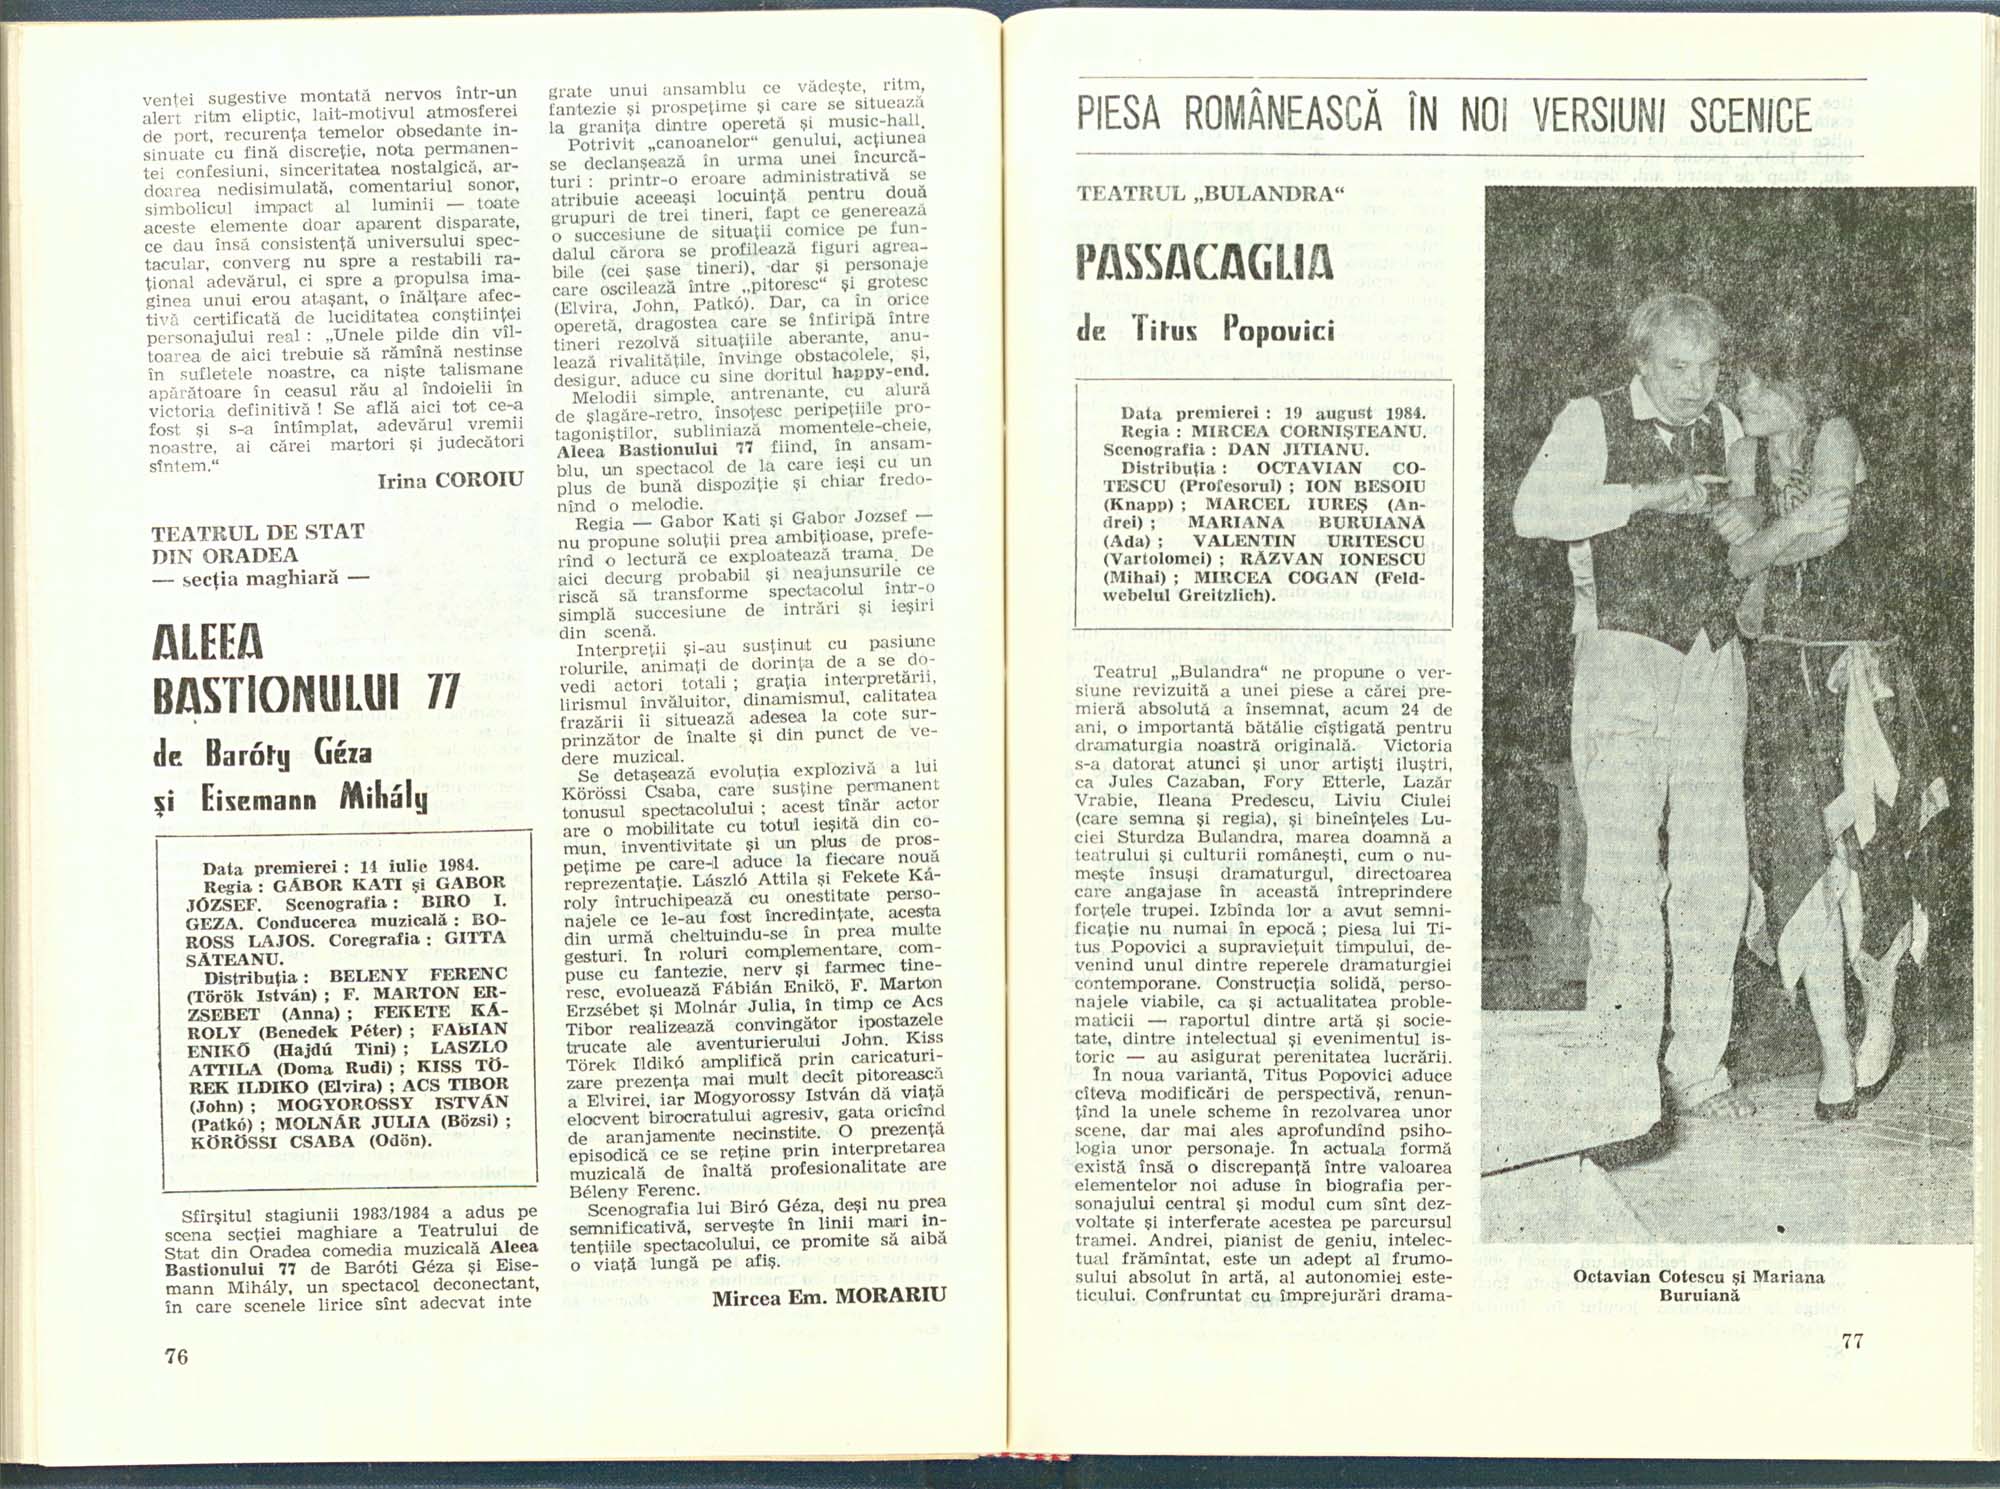 venței sugestive montată nervos într-un
alert ritm eliptic, lait-motivul atmosferei
de port, recurența temelor obsedante in-
sinuate cu fină discreție, nota permanen-
tei confesiuni, sinceritatea nostalgică, ar-
doarea nedisimulată, comentariul sonor,
simbolicul impact al luminii — toate
aceste elemente doar aparent disparate,
ce dau însă consistență universului spec-
tacular, converg nu spre a restabili ra-
țional adevărul, ci spre a propulsa ima-
ginea unui erou atașant, o înălțare afec-
tivă certificată de luciditatea conștiinței
personajului real : „Unele pilde din vîl-
toarea de aici trebuie să rămînă nestinse
în sufletele noastre, ca niște talismane
apărătoare în ceasul rău al îndoielii în
victoria definitivă ! Se află aici tot ce-a
fost și s-a întîmplat, adevărul vremii
noastre, ai cărei martori și judecători
sîntem.“
Irina COROIU
TEATRUL DE STAT
DIN ORADEA
— secția maghiară —
ALEEA
BASTIONULUI 77
de Baróty Géza
și Eisemann Mihály
Data premierei : 14 iulie 1984.
Regia : GÁBOR KATI și GABOR
JÓZSEF. Scenografia : BIRO I.
GEZA. Conducerea muzicală : BO-
ROSS LAJOS. Coregrafia : GITTA
SĂTEANU.
Distribuția : BELENY FERENC
(Török István) ; F. MARTON ER-
ZSEBET (Anna) ; FEKETE KÁ-
ROLY (Benedek Péter) ; FABIAN
ENIKŐ (Hajdú Tini) ; LASZLO
ATTILA (Doma Rudi) ; KISS TÖ-
REK ILDIKO (Elvira) ; ACS TIBOR
(John) ; MOGYOROSSY ISTVÁN
(Patkó) ; MOLNÁR JULIA (Bözsi) ;
KÖRÖSSI CSABA (Odön).
Sfîrșitul stagiunii 1983/1984 a adus pe
scena secției maghiare a Teatrului de
Stat din Oradea comedia muzicală Aleea
Bastionului 77 de Baróti Géza și Eise-
mann Mihály, un spectacol deconectant,
în care scenele lirice sînt adecvat inte
76
grate unui ansamblu ce vădește, ritm,
fantezie și prospețime și care se situează
la granița dintre operetă și music-hall.
Potrivit „canoanelor“ genului, acțiunea
se declanșează în urma unei încurcă-
turi : printr-o eroare administrativă se
atribuie aceeași locuință pentru două
grupuri de trei tineri, fapt ce generează
o succesiune de situații comice pe fun-
dalul cărora se profilează figuri agrea-
bile (cei șase tineri), dar și personaje
care oscilează între „pitoresc“ și grotesc
(Elvira, John, Patkó). Dar, ca în orice
operetă, dragostea care se înfiripă între
tineri rezolvă situațiile aberante, anu-
lează rivalitățile, învinge obstacolele, și,
desigur, aduce cu sine doritul happy-end.
Melodii simple, antrenante, cu alură
de șlagăre-retro, însoțesc peripețiile pro-
tagoniștilor, subliniază momentele-cheie,
Aleea Bastionului 77 fiind, în ansam-
blu, un spectacol de la care ieși cu un
plus de bună dispoziție și chiar fredo-
nînd o melodie.
Regia — Gabor Kati și Gabor Jozsef —
nu propune soluții prea ambițioase, prefe-
rînd o lectură ce exploatează trama. De
aici decurg probabil și neajunsurile ce
riscă să transforme spectacolul într-o
simplă succesiune de intrări și ieșiri
din scenă.
Interpreții și-au susținut cu pasiune
rolurile, animați de dorința de a se do-
vedi actori totali ; grația interpretării,
lirismul învăluitor, dinamismul, calitatea
frazării îi situează adesea la cote sur-
prinzător de înalte și din punct de ve-
dere muzical.
Se detașează evoluția explozivă a lui
Körössi Csaba, care susține permanent
tonusul spectacolului ; acest tînăr actor
are o mobilitate cu totul ieșită din co-
mun, inventivitate și un plus de pros-
pețime pe care-l aduce la fiecare nouă
reprezentație. László Attila și Fekete Ká-
roly întruchipează cu onestitate perso-
najele ce le-au fost încredințate, acesta
din urmă cheltuindu-se în prea multe
gesturi. În roluri complementare, com-
puse cu fantezie, nerv și farmec tine-
resc, evoluează Fábián Enikö, F. Marton
Erzsébet și Molnár Julia, în timp ce Acs
Tibor realizează convingător ipostazele
trucate ale aventurierului John. Kiss
Törek Ildikó amplifică prin caricaturi-
zare prezența mai mult decît pitorească
a Elvirei, iar Mogyorossy István dă viață
elocvent birocratului agresiv, gata oricînd
de aranjamente necinstite. O prezență
episodică ce se reține prin interpretarea
muzicală de înaltă profesionalitate are
Béleny Ferenc.
Scenografia lui Biró Géza, deși nu prea
semnificativă, servește în linii mari in-
tențiile spectacolului, ce promite să aibă
o viață lungă pe afiș.
Mircea Em. MORARIU
PIESA ROMÂNEASCĂ ÎN NOI VERSIUNI SCENICE
TEATRUL „BULANDRA“
PASSACAGLIA
de Titus Popovici
Data premierei : 19 august 1984.
Regia : MIRCEA CORNIȘTEANU.
Scenografia : DAN JITIANU.
Distribuția : OCTAVIAN CO-
TESCU (Profesorul) ; ION BESOIU
(Knapp) ; MARCEL IUREȘ (An-
drei) ; MARIANA BURUIANĂ
(Ada) ; VALENTIN URITESCU
(Vartolomei) ; RĂZVAN IONESCU
(Mihai) ; MIRCEA COGAN (Feld-
webelul Greitzlich).
Teatrul „Bulandra“ ne propune o ver-
siune revizuită a unei piese a cărei pre-
mieră absolută a însemnat, acum 24 de
ani, o importantă bătălie cîștigată pentru
dramaturgia noastră originală. Victoria
s-a datorat atunci și unor artiști iluștri,
ca Jules Cazaban, Fory Etterle, Lazăr
Vrabie, Ileana Predescu, Liviu Ciulei
(care semna și regia), și bineînțeles Lu-
ciei Sturdza Bulandra, marea doamnă a
teatrului și culturii românești, cum o nu-
mește însuși dramaturgul, directoarea
care angajase în această întreprindere
forțele trupei. Izbînda lor a avut semni-
ficație nu numai în epocă ; piesa lui Ti-
tus Popovici a supraviețuit timpului, de-
venind unul dintre reperele dramaturgiei
contemporane. Construcția solidă, perso-
najele viabile, ca și actualitatea proble-
maticii — raportul dintre artă și socie-
tate, dintre intelectual și evenimentul is-
toric — au asigurat perenitatea lucrării.
În noua variantă, Titus Popovici aduce
cîteva modificări de perspectivă, renun-
țînd la unele scheme în rezolvarea unor
scene, dar mai ales aprofundînd psiho-
logia unor personaje. În actuala formă
există însă o discrepanță între valoarea
elementelor noi aduse în biografia per-
sonajului central și modul cum sînt dez-
voltate și interferate acestea pe parcursul
tramei. Andrei, pianist de geniu, intelec-
tual frămîntat, este un adept al frumo-
sului absolut în artă, al autonomiei este-
ticului. Confruntat cu împrejurări drama-
Octavian Cotescu și Mariana
Buruiană
77